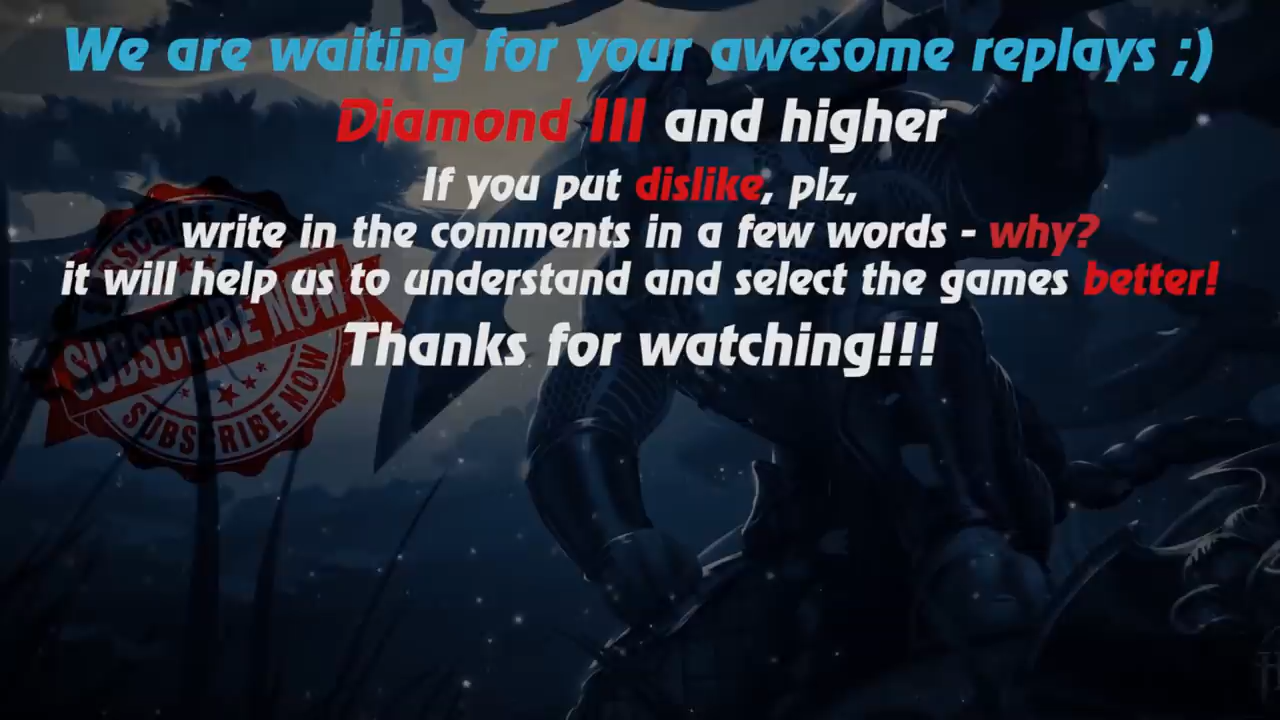 We are waiting for your awesome replays ;)
Diamond III and higher
If you put dislike, plz,
write in the comments in a few words - why?
it will help us to understand and select the games better!
Thanks for watching!!!
SUBSCRIBE NOW
SUBSCRIBE NOW